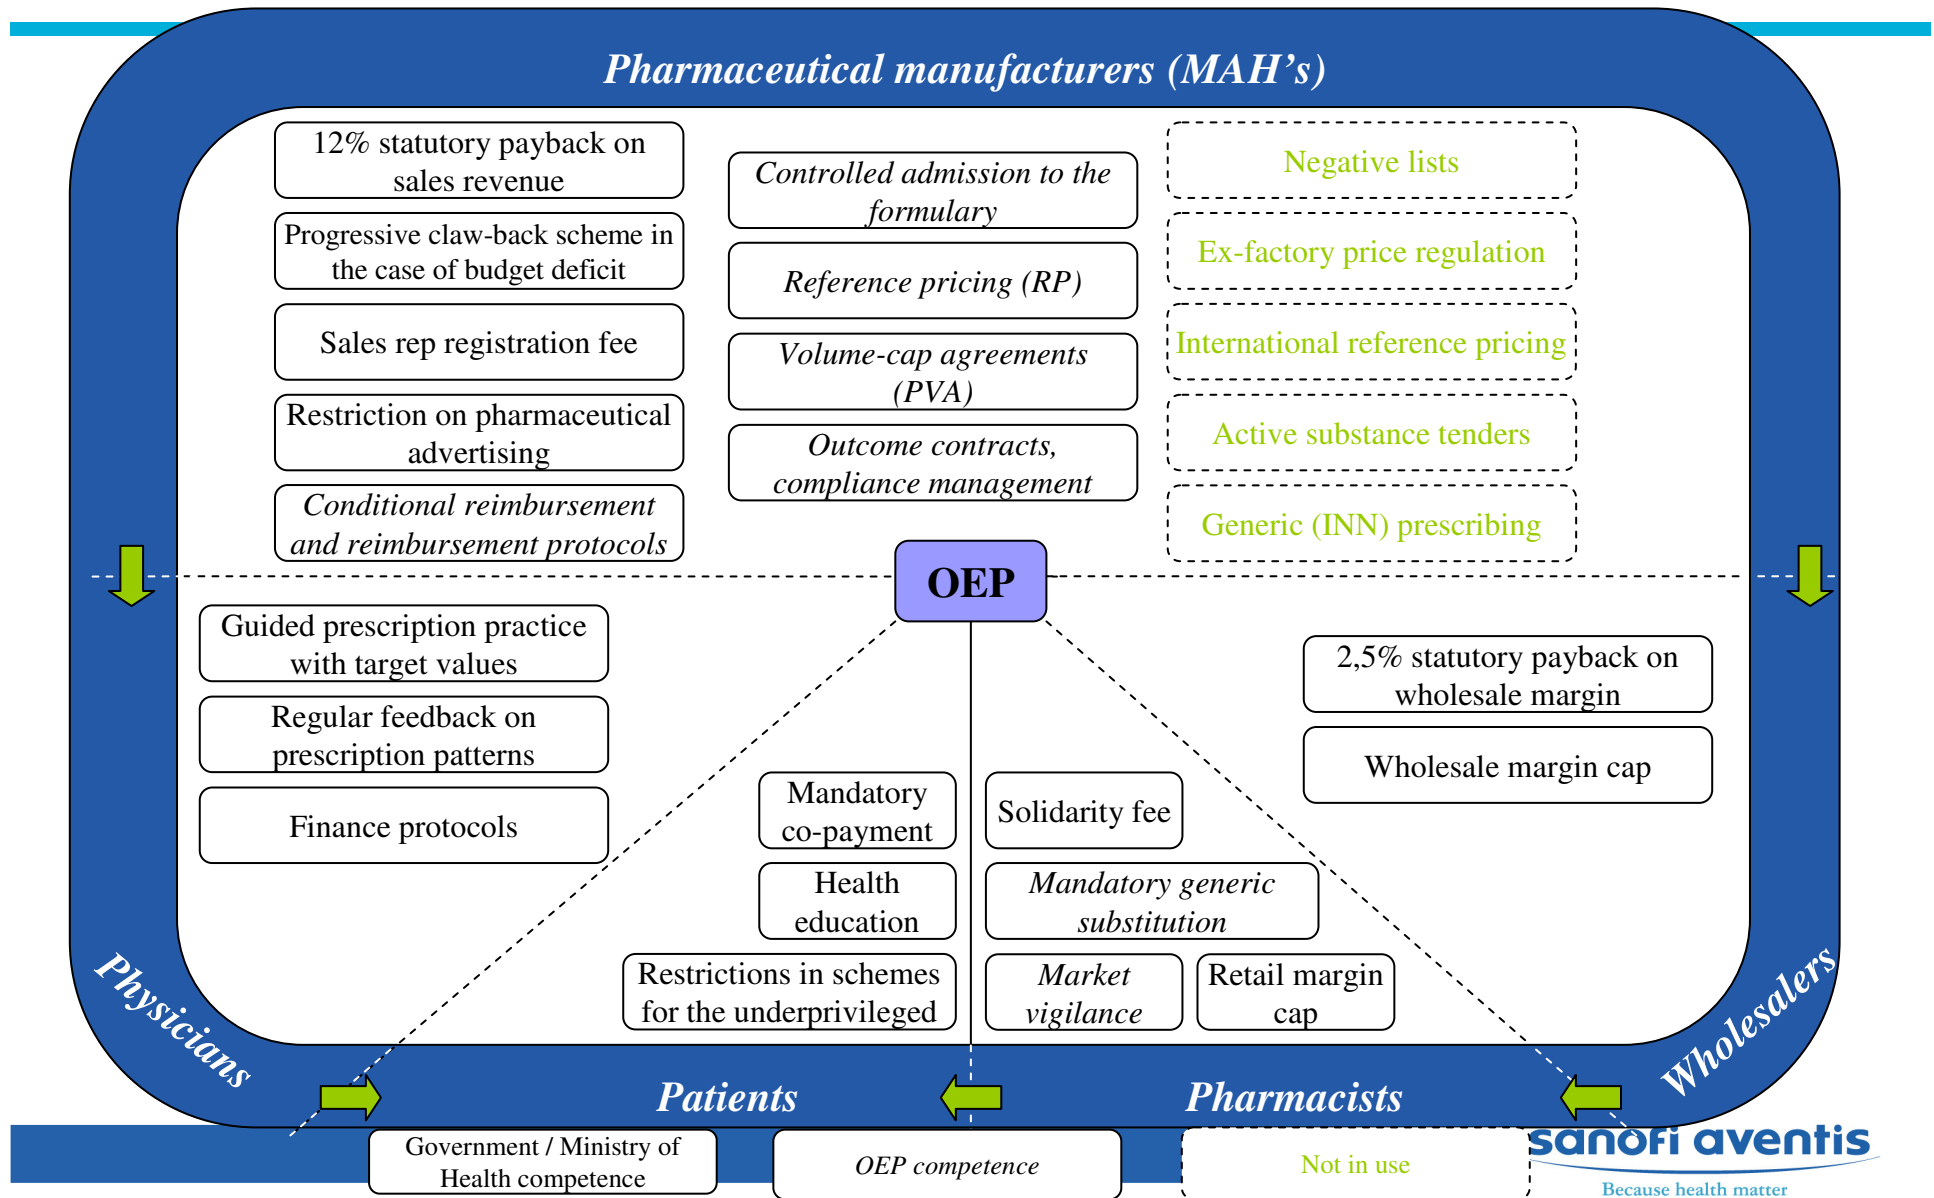 Pharmaceutical manufacturers (MAH's)
12% statutory payback on
sales revenue
Progressive claw-back scheme in
the case of budget deficit
Sales rep registration fee
Restriction on pharmaceutical
advertising
Conditional reimbursement
and reimbursement protocols
Controlled admission to the
formulary
Reference pricing (RP)
Volume-cap agreements
(PVA)
Outcome contracts,
compliance management
Negative lists
Ex-factory price regulation
International reference pricing
Active substance tenders
Generic (INN) prescribing
OEP
Guided prescription practice
with target values
Regular feedback on
prescription patterns
Finance protocols
Mandatory
co-payment
Health
education
Restrictions in schemes
for the underprivileged
Solidarity fee
Mandatory generic
substitution
Market
vigilance
Retail margin
cap
2,5% statutory payback on
wholesale margin
Wholesale margin cap
Physicians
Patients
Pharmacists
Wholesalers
Government / Ministry of
Health competence
OEP competence
Not in use
sanofi aventis
Because health matter